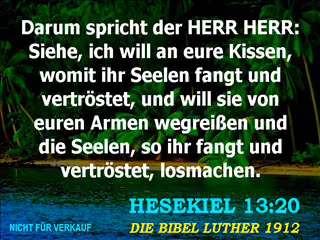 Darum spricht der HERR HERR:
Siehe, ich will an eure Kissen,
womit ihr Seelen fangt und
vertröstet, und will sie von
euren Armen wegreißen und
die Seelen, so ihr fangt und
vertröstet, losmachen.
HESEKIEL 13:20
NICHT FÜR VERKAUF
DIE BIBEL LUTHER 1912